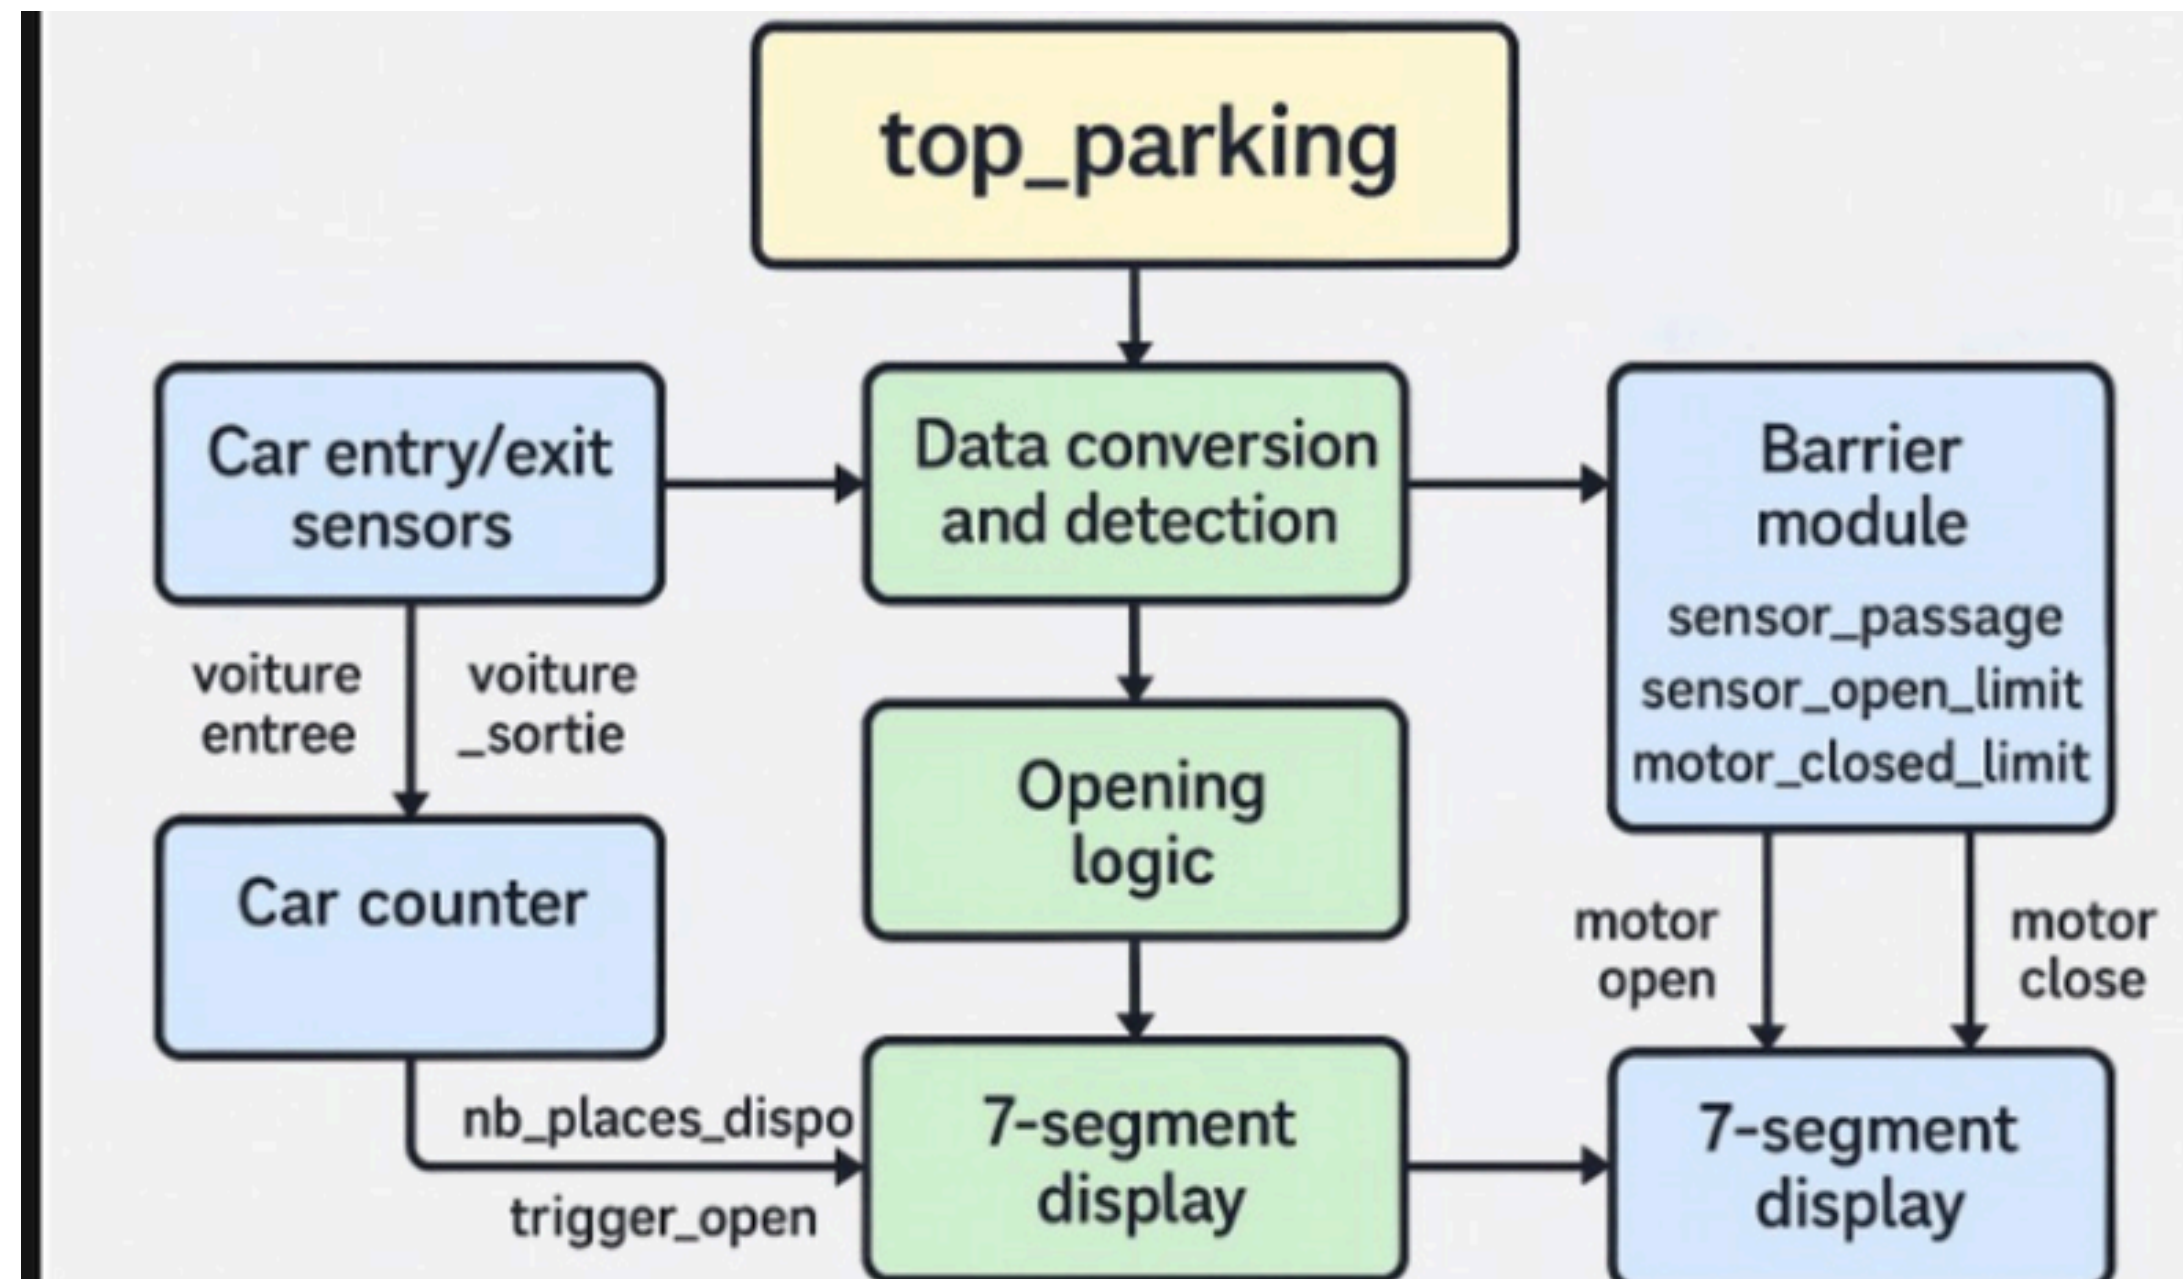 top_parking
Car entry/exit
sensors
Data conversion
and detection
Barrier
module
sensor_passage
sensor_open_limit
motor_closed_limit
voiture
entree
voiture
_sortie
Opening
logic
Car counter
motor
open
motor
close
nb_places_dispo
trigger_open
7-segment
display
7-segment
display